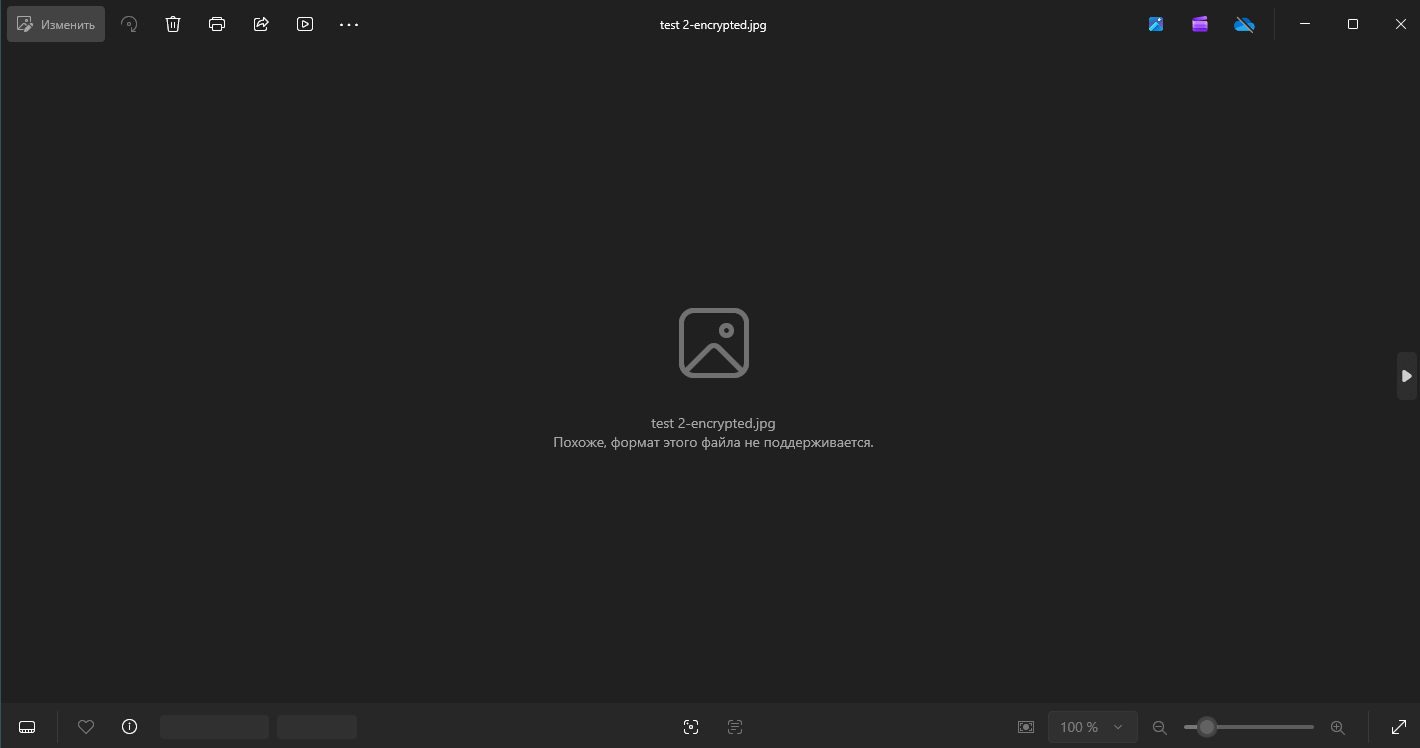 Изменить
test 2-encrypted.jpg
test 2-encrypted.jpg
Похоже, формат этого файла не поддерживается.
100 %